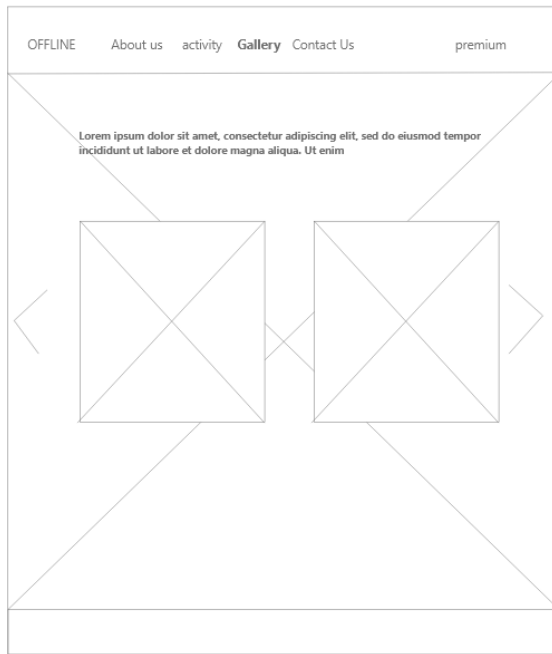 OFFLINE About us activity Gallery Contact Us premium
Lorem ipsum dolor sit amet, consectetur adipiscing elit, sed do eiusmod tempor
incididunt ut labore et dolore magna aliqua. Ut enim